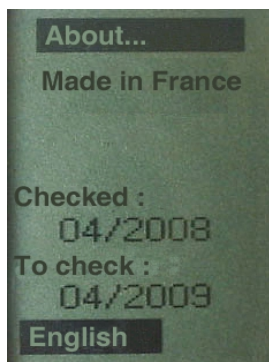 About...
Made in France
Checked :
04/2008
To check :
04/2009
English